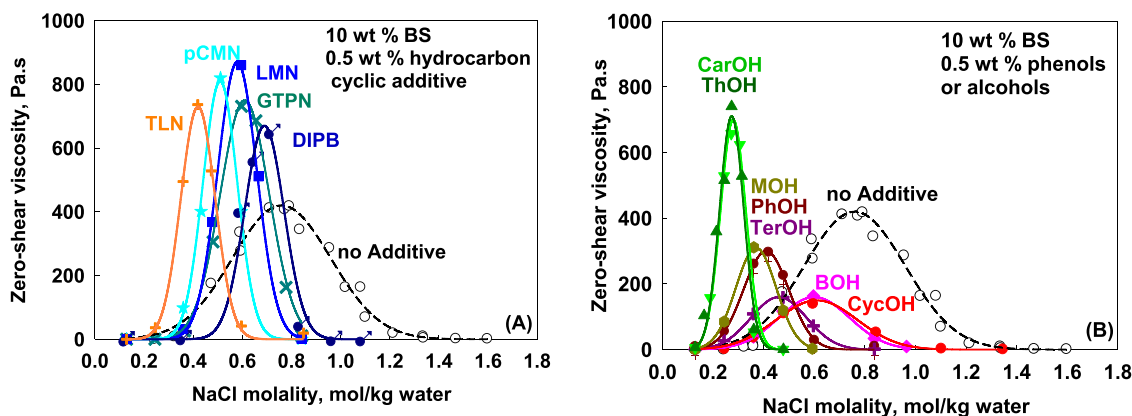 Zero-shear viscosity, Pa.s
1000
800
600
400
200
0
0.0 0.2 0.4 0.6 0.8 1.0 1.2 1.4 1.6 1.8
NaCl molality, mol/kg water
10 wt % BS
0.5 wt % hydrocarbon
cyclic additive
pCMN
LMN
GTPN
TLN
DIPB
no Additive
(A)
Zero-shear viscosity, Pa.s
1000
800
600
400
200
0
0.0 0.2 0.4 0.6 0.8 1.0 1.2 1.4 1.6 1.8
NaCl molality, mol/kg water
10 wt % BS
0.5 wt % phenols
or alcohols
CarOH
ThOH
MOH
PhOH
TerOH
no Additive
BOH
CycOH
(B)